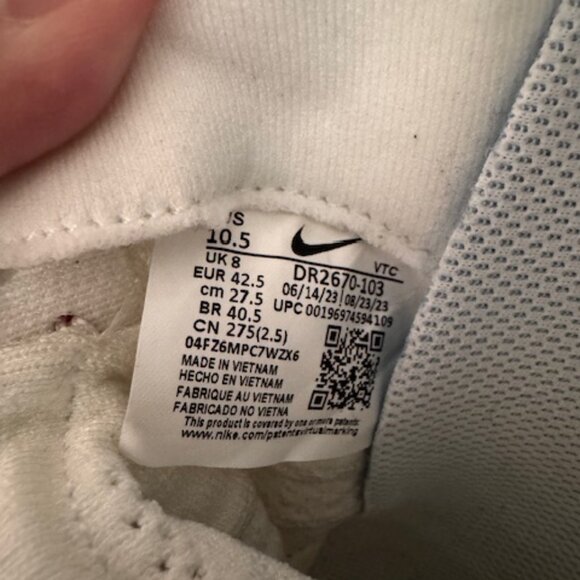 US
10.5
UK 8
EUR 42.5
cm 27.5
BR 40.5
CN 275(2.5)
VTC
DR2670-103
06/14/23 08/23/23
UPC 00196974594109
04FZ6MPC7WZX6
MADE IN VIETNAM
HECHO EN VIETNAM
FABRIQUE AU VIETNAM
FABRICADO NO VIETNA
This product is covered by one or more patents:
www.nike.com/patentsvirtualmarking